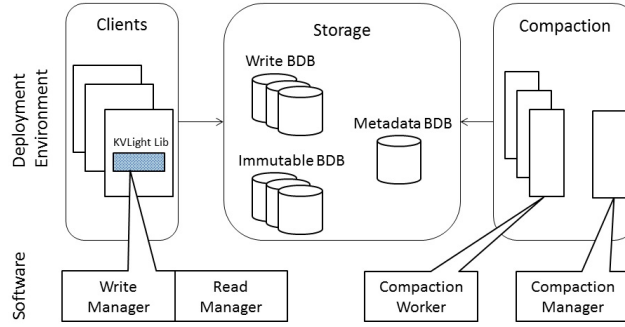 Clients
Storage
Compaction
Deployment
Environment
Write BDB
KVLight Lib
Metadata BDB
Immutable BDB
Software
Write
Manager
Read
Manager
Compaction
Worker
Compaction
Manager